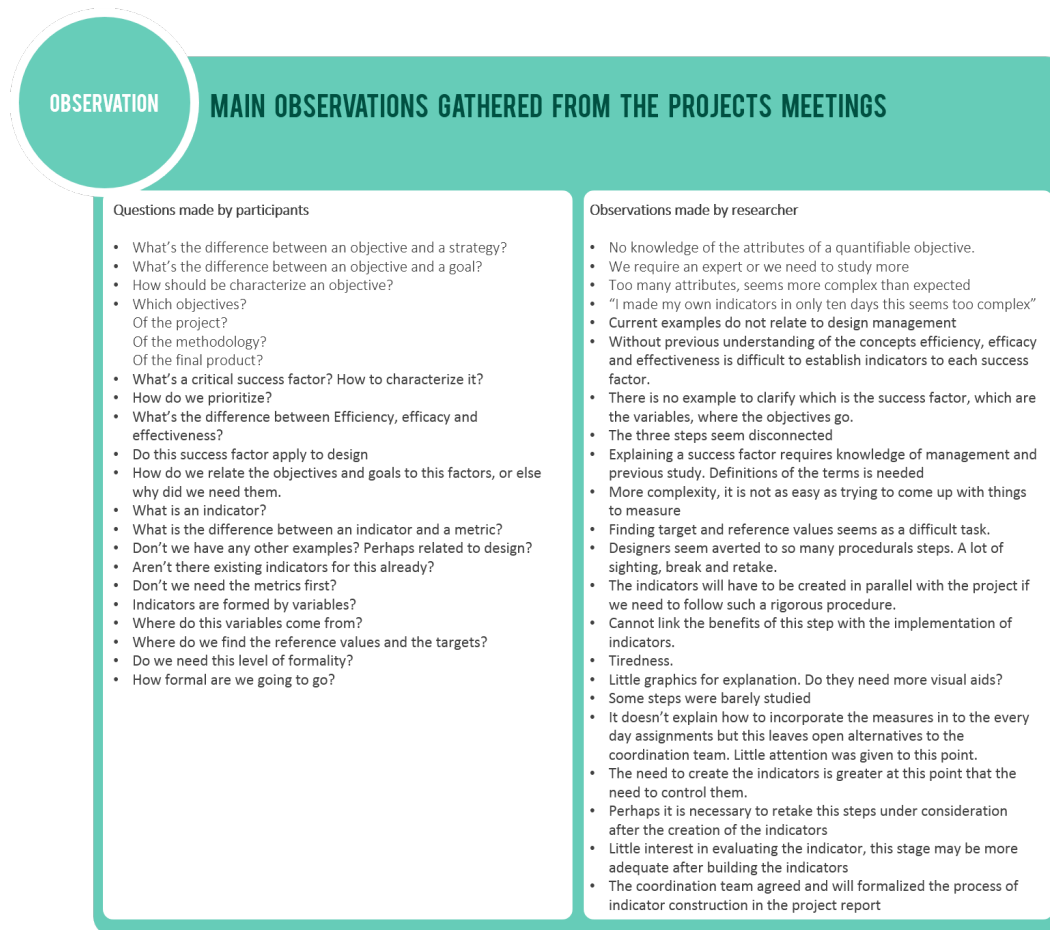 OBSERVATION
MAIN OBSERVATIONS GATHERED FROM THE PROJECTS MEETINGS
Questions made by participants
• What's the difference between an objective and a strategy?
• What's the difference between an objective and a goal?
• How should be characterize an objective?
• Which objectives?
Of the project?
Of the methodology?
Of the final product?
• What's a critical success factor? How to characterize it?
• How do we prioritize?
• What's the difference between Efficiency, efficacy and
effectiveness?
• Do this success factor apply to design
• How do we relate the objectives and goals to this factors, or else
why did we need them.
• What is an indicator?
• What is the difference between an indicator and a metric?
• Don't we have any other examples? Perhaps related to design?
• Aren't there existing indicators for this already?
• Don't we need the metrics first?
• Indicators are formed by variables?
• Where do this variables come from?
• Where do we find the reference values and the targets?
• Do we need this level of formality?
• How formal are we going to go?
Observations made by researcher
• No knowledge of the attributes of a quantifiable objective.
• We require an expert or we need to study more
• Too many attributes, seems more complex than expected
• "I made my own indicators in only ten days this seems too complex"
• Current examples do not relate to design management
• Without previous understanding of the concepts efficiency, efficacy
and effectiveness is difficult to establish indicators to each success
factor.
• There is no example to clarify which is the success factor, which are
the variables, where the objectives go.
• The three steps seem disconnected
• Explaining a success factor requires knowledge of management and
previous study. Definitions of the terms is needed
• More complexity, it is not as easy as trying to come up with things
to measure
• Finding target and reference values seems as a difficult task.
• Designers seem averted to so many procedurals steps. A lot of
sighting, break and retake.
• The indicators will have to be created in parallel with the project if
we need to follow such a rigorous procedure.
• Cannot link the benefits of this step with the implementation of
indicators.
• Tiredness.
• Little graphics for explanation. Do they need more visual aids?
• Some steps were barely studied
• It doesn't explain how to incorporate the measures in to the every
day assignments but this leaves open alternatives to the
coordination team. Little attention was given to this point.
• The need to create the indicators is greater at this point that the
need to control them.
• Perhaps it is necessary to retake this steps under consideration
after the creation of the indicators
• Little interest in evaluating the indicator, this stage may be more
adequate after building the indicators
• The coordination team agreed and will formalized the process of
indicator construction in the project report